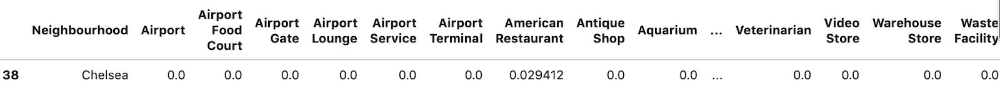 Neighbourhood Airport Airport Food Court Airport Gate Airport Lounge Airport Service Airport Terminal American Restaurant Antique Shop Aquarium ... Veterinarian Video Store Warehouse Store Waste Facility
38 Chelsea 0.0 0.0 0.0 0.0 0.0 0.0 0.029412 0.0 0.0 ... 0.0 0.0 0.0 0.0